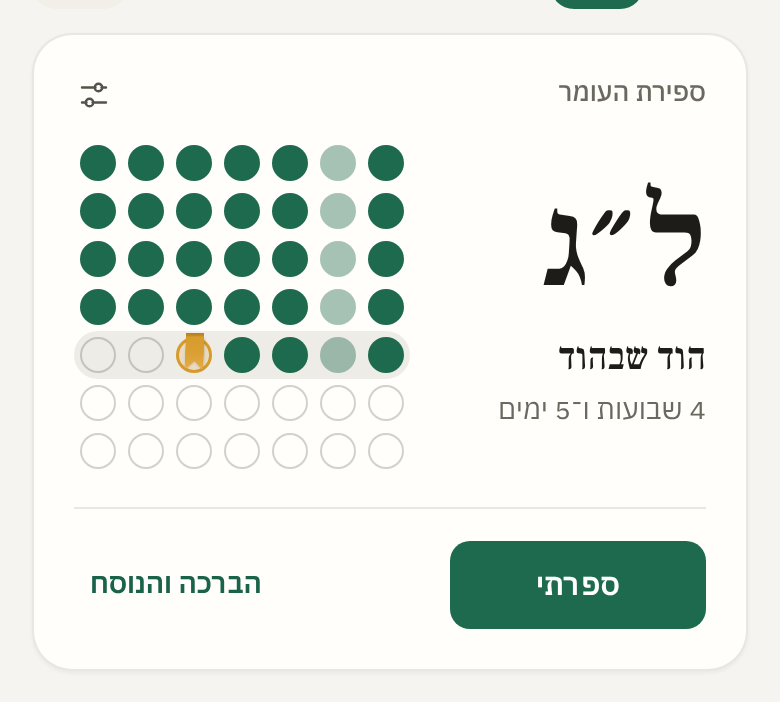 ספירת העומר
ל״ג
הוד שבהוד
4 שבועות ו־5 ימים
ספרתי
הברכה והנוסח